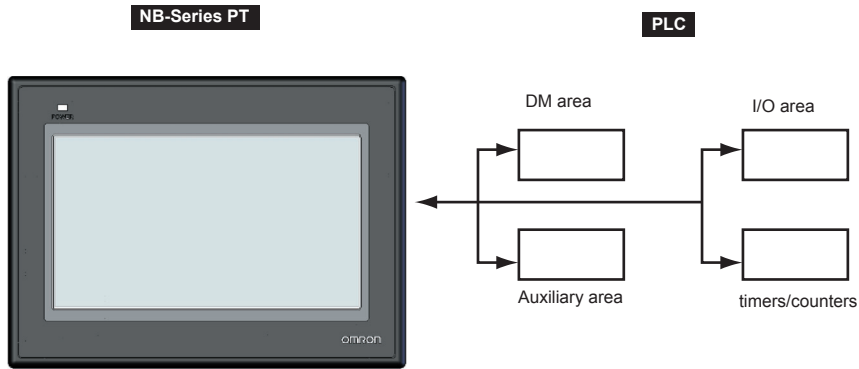 NB-Series PT
PLC
POWER
DM area
I/O area
Auxiliary area
timers/counters
OMRON